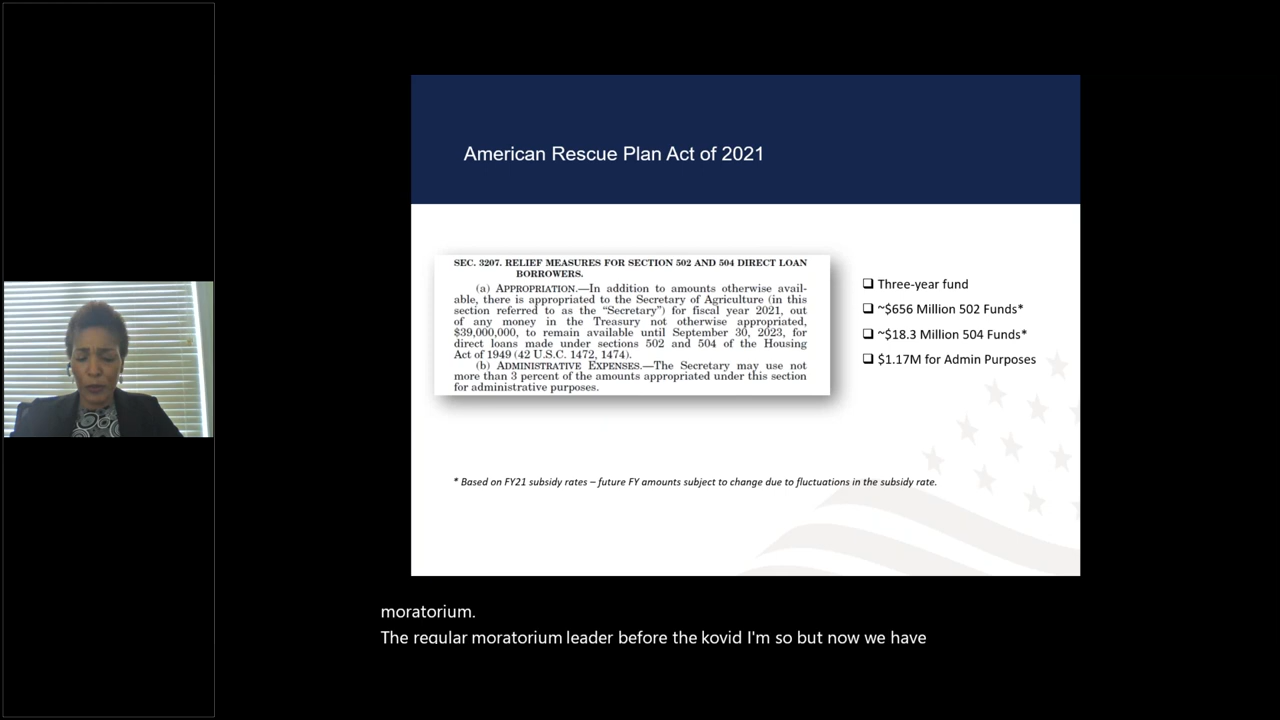 American Rescue Plan Act of 2021
SEC. 3207. RELIEF MEASURES FOR SECTION 502 AND 504 DIRECT LOAN
BORROWERS.
(a) APPROPRIATION.—In addition to amounts otherwise avail-
able, there is appropriated to the Secretary of Agriculture (in this
section referred to as the “Secretary”) for fiscal year 2021, out
of any money in the Treasury not otherwise appropriated,
$39,000,000, to remain available until September 30, 2023, for
direct loans made under sections 502 and 504 of the Housing
Act of 1949 (42 U.S.C. 1472, 1474).
(b) ADMINISTRATIVE EXPENSES.—The Secretary may use not
more than 3 percent of the amounts appropriated under this section
for administrative purposes.
❑ Three-year fund
❑ ~$656 Million 502 Funds*
❑ ~$18.3 Million 504 Funds*
❑ $1.17M for Admin Purposes
* Based on FY21 subsidy rates – future FY amounts subject to change due to fluctuations in the subsidy rate.
moratorium.
The regular moratorium leader before the kovid I'm so but now we have